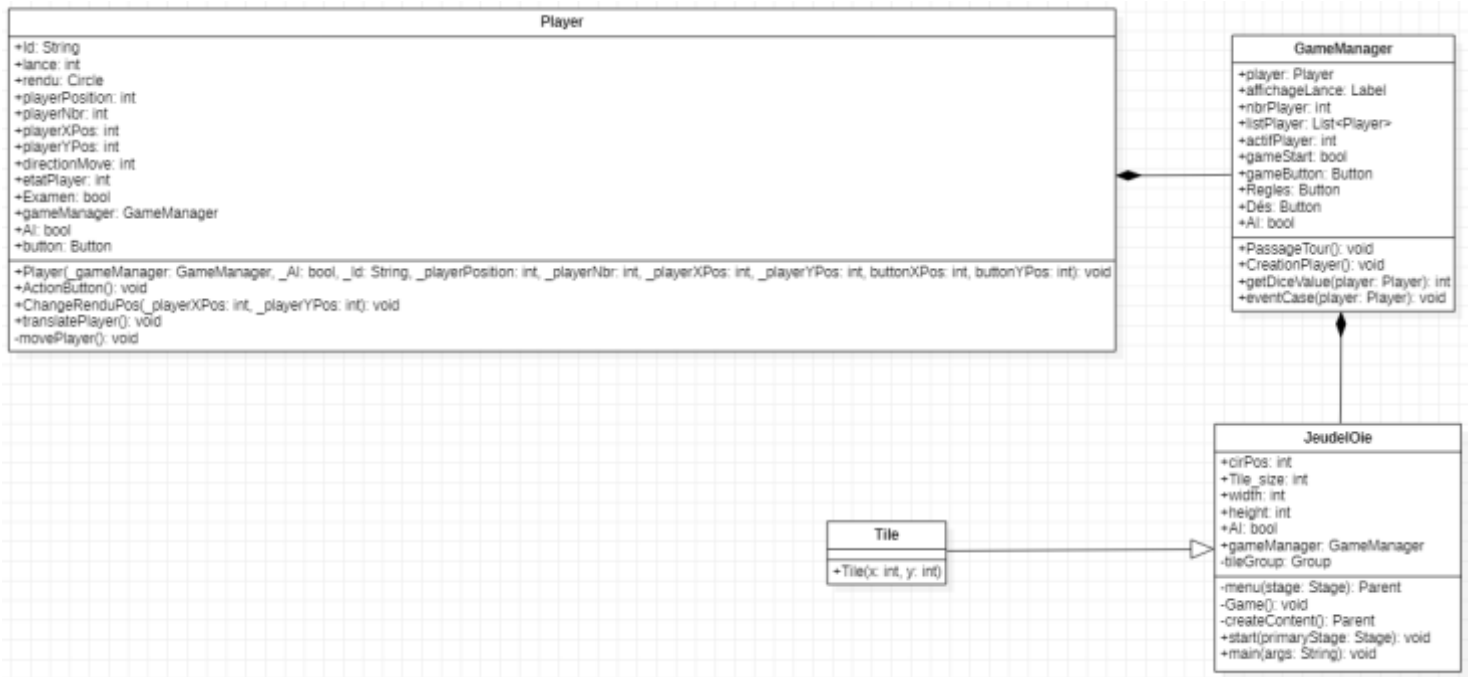 Player
+Id: String
+lance: int
+rendu: Circle
+playerPosition: int
+playerNbr: int
+playerXPos: int
+playerYPos: int
+directionMove: int
+etatPlayer: int
+Examen: bool
+gameManager: GameManager
+AI: bool
+button: Button
+Player(_gameManager: GameManager, _AI: bool, _Id: String, _playerPosition: int, _playerNbr: int, _playerXPos: int, _playerYPos: int, buttonXPos: int, buttonYPos: int): void
+ActionButton(): void
+ChangeRenduPos(_playerXPos: int, _playerYPos: int): void
+translatePlayer(): void
-movePlayer(): void
GameManager
+player: Player
+affichageLance: Label
+nbrPlayer: int
+listPlayer: List<Player>
+actifPlayer: int
+gameStart: bool
+gameButton: Button
+Regles: Button
+Dés: Button
+AI: bool
+PassageTour(): void
+CreationPlayer(): void
+getDiceValue(player: Player): int
+eventCase(player: Player): void
Tile
+Tile(x: int, y: int)
JeudelOie
+cirPos: int
+Tile_size: int
+width: int
+height: int
+AI: bool
+gameManager: GameManager
-tileGroup: Group
-menu(stage: Stage): Parent
-Game(): void
-createContent(): Parent
+start(primaryStage: Stage): void
+main(args: String): void